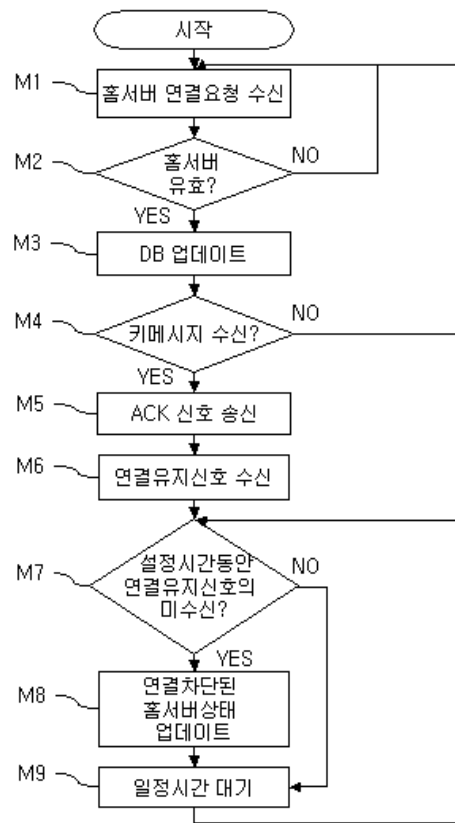 시작
M1
홈서버 연결요청 수신
M2
홈서버
유효?
NO
YES
M3
DB 업데이트
M4
키메시지 수신?
NO
YES
M5
ACK 신호 송신
M6
연결유지신호 수신
M7
설정시간동안
연결유지신호의
미수신?
NO
YES
M8
연결차단된
홈서버상태
업데이트
M9
일정시간 대기